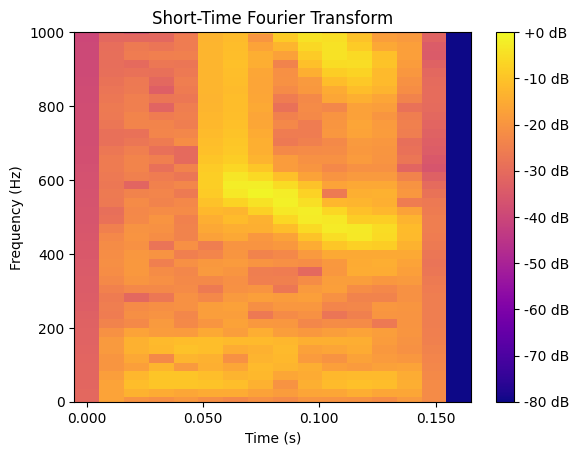 Short-Time Fourier Transform
Frequency (Hz)
1000
800
600
400
200
0
0.000 0.050 0.100 0.150
Time (s)
+0 dB
-10 dB
-20 dB
-30 dB
-40 dB
-50 dB
-60 dB
-70 dB
-80 dB